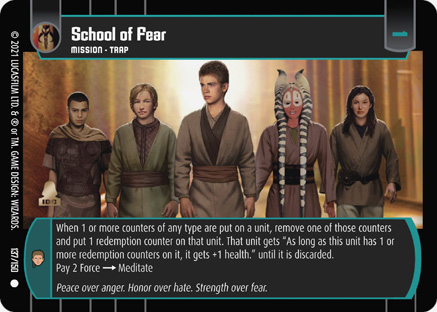 School of Fear
MISSION - TRAP
© 2021 LUCASFILM LTD. & ® or TM. GAME DESIGN: WIZARDS.
127/150
When 1 or more counters of any type are put on a unit, remove one of those counters
and put 1 redemption counter on that unit. That unit gets "As long as this unit has 1 or
more redemption counters on it, it gets +1 health." until it is discarded.
Pay 2 Force → Meditate
Peace over anger. Honor over hate. Strength over fear.